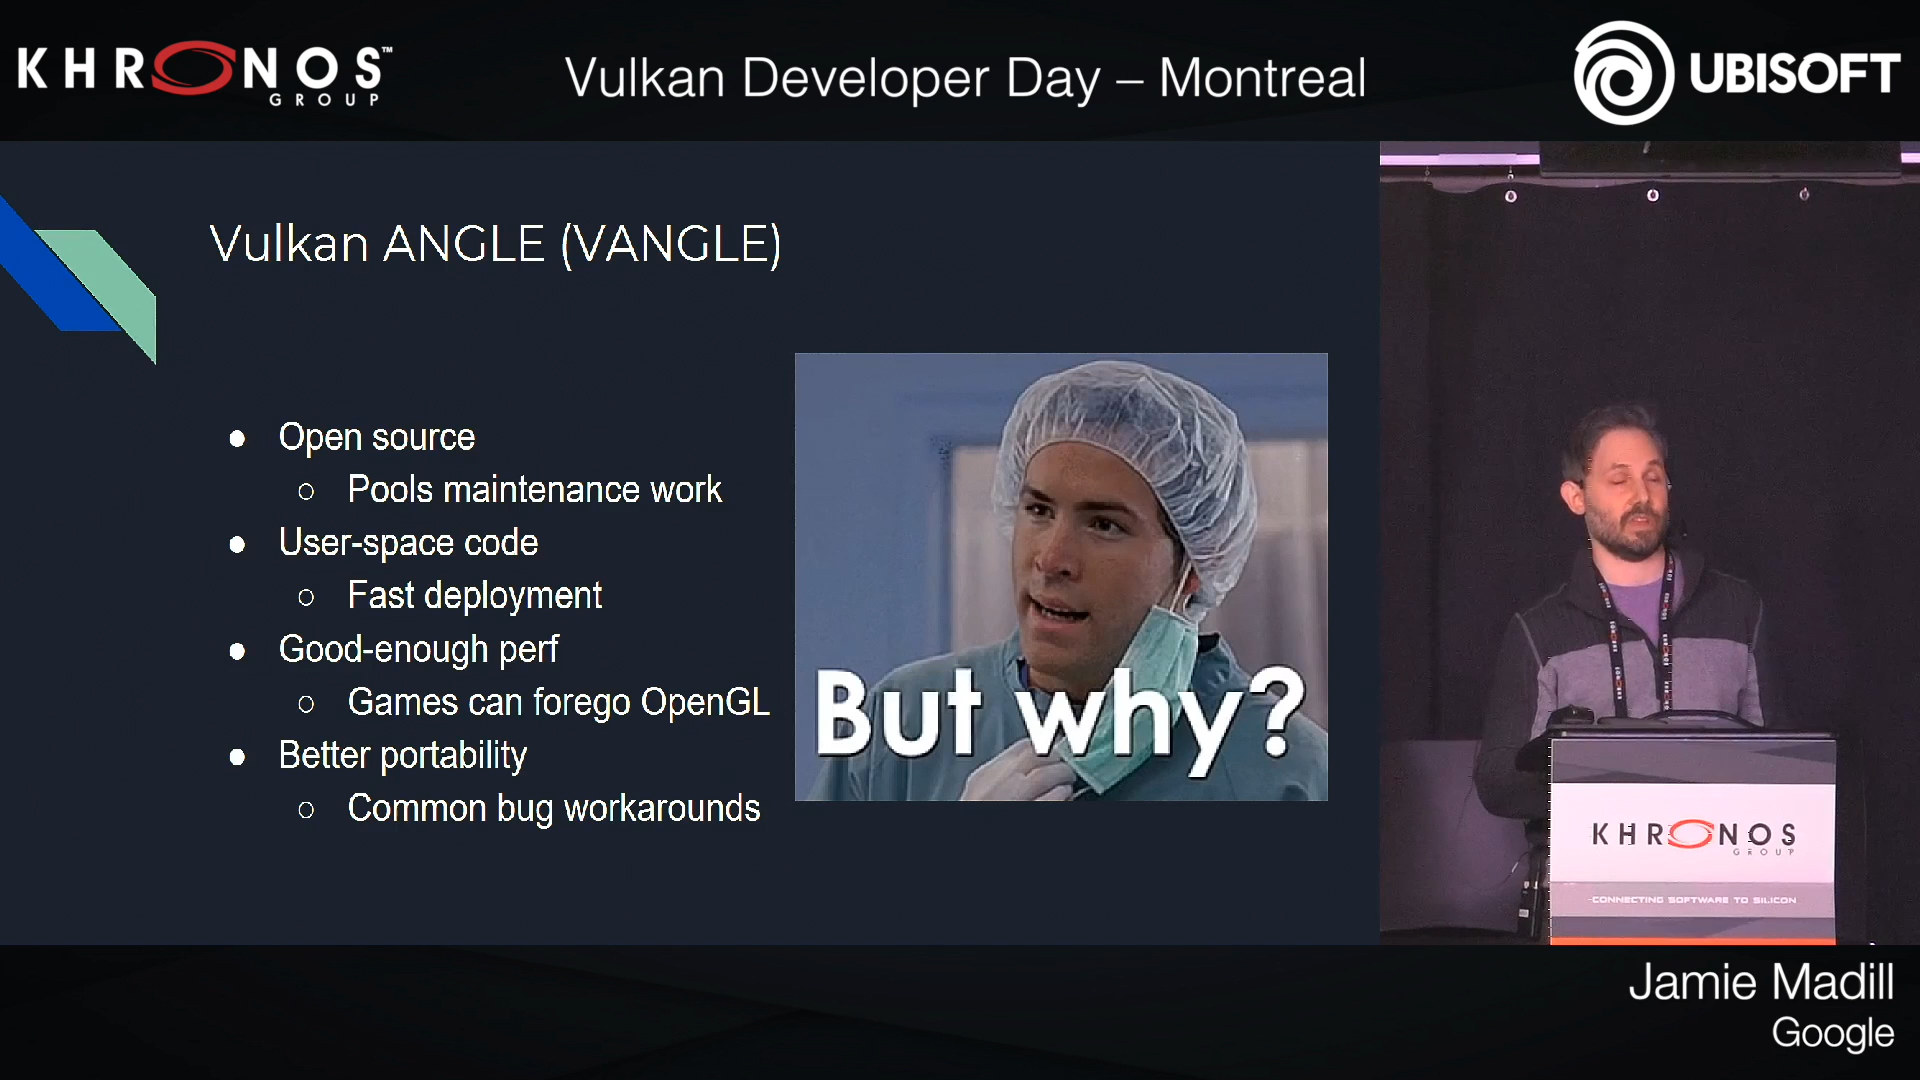 KHRONOS™
GROUP
Vulkan Developer Day – Montreal
UBISOFT
Vulkan ANGLE (VANGLE)
● Open source
○ Pools maintenance work
● User-space code
○ Fast deployment
● Good-enough perf
○ Games can forego OpenGL
● Better portability
○ Common bug workarounds
But why?
KHRONOS
GROUP
CONNECTING SOFTWARE TO SILICON
Jamie Madill
Google